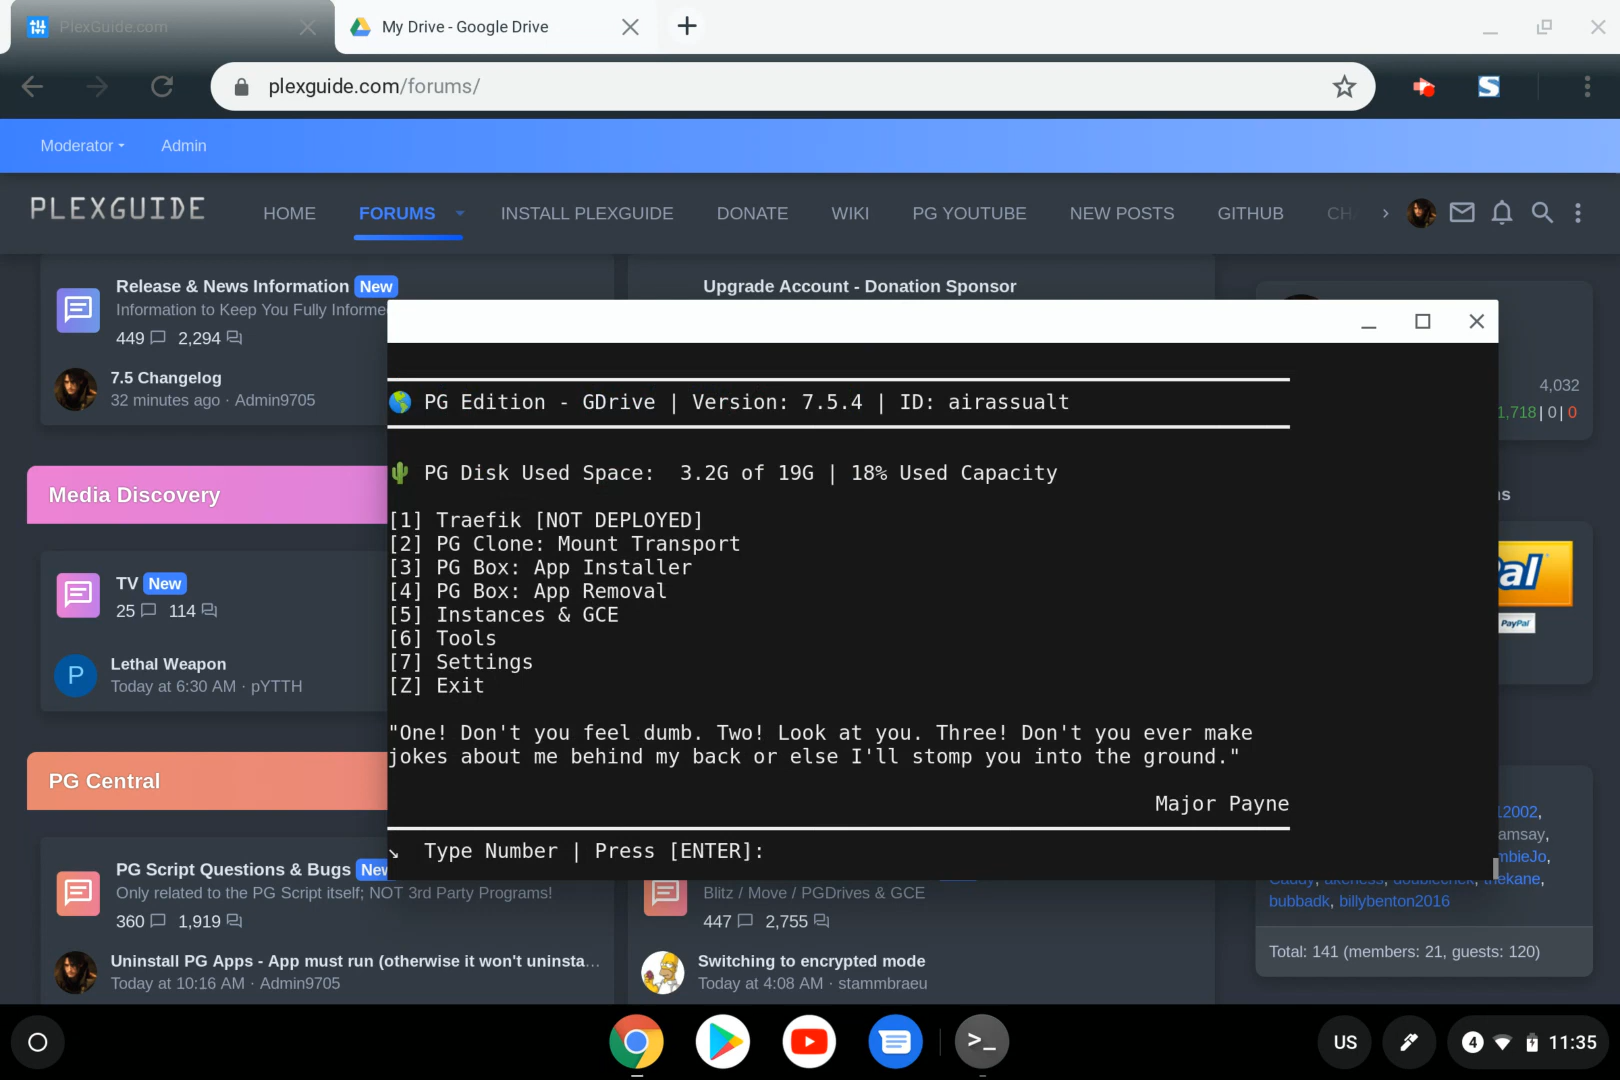 PlexGuide.com
My Drive - Google Drive
plexguide.com/forums/
Moderator
Admin
PLEXGUIDE
HOME
FORUMS
INSTALL PLEXGUIDE
DONATE
WIKI
PG YOUTUBE
NEW POSTS
GITHUB
Release & News Information New
449 2,294
7.5 Changelog
32 minutes ago · Admin9705
Upgrade Account - Donation Sponsor
4,032
1,718 | 0 | 0
Media Discovery
TV New
25 114
Lethal Weapon
P
Today at 6:30 AM · pYTTH
PG Edition - GDrive | Version: 7.5.4 | ID: airassualt
PG Disk Used Space: 3.2G of 19G | 18% Used Capacity
[1] Traefik [NOT DEPLOYED]
[2] PG Clone: Mount Transport
[3] PG Box: App Installer
[4] PG Box: App Removal
[5] Instances & GCE
[6] Tools
[7] Settings
[Z] Exit
"One! Don't you feel dumb. Two! Look at you. Three! Don't you ever make
jokes about me behind my back or else I'll stomp you into the ground."
Major Payne
Type Number | Press [ENTER]:
PayPal
PG Central
PG Script Questions & Bugs New
Only related to the PG Script itself; NOT 3rd Party Programs!
360 1,919
Uninstall PG Apps - App must run (otherwise it won't uninsta...
Today at 10:16 AM · Admin9705
Blitz / Move / PGDrives & GCE
447 2,755
Switching to encrypted mode
Today at 4:08 AM · stammbraeu
bubbadk, billybenton2016
Total: 141 (members: 21, guests: 120)
US
4
11:35